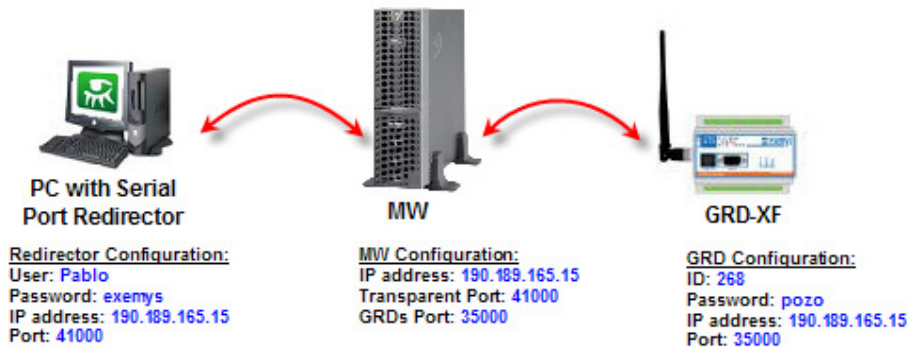 PC with Serial
Port Redirector
Redirector Configuration:
User: Pablo
Password: exemys
IP address: 190.189.165.15
Port: 41000
MW
MW Configuration:
IP address: 190.189.165.15
Transparent Port: 41000
GRDs Port: 35000
GRD-XF
GRD Configuration:
ID: 268
Password: pozo
IP address: 190.189.165.15
Port: 35000